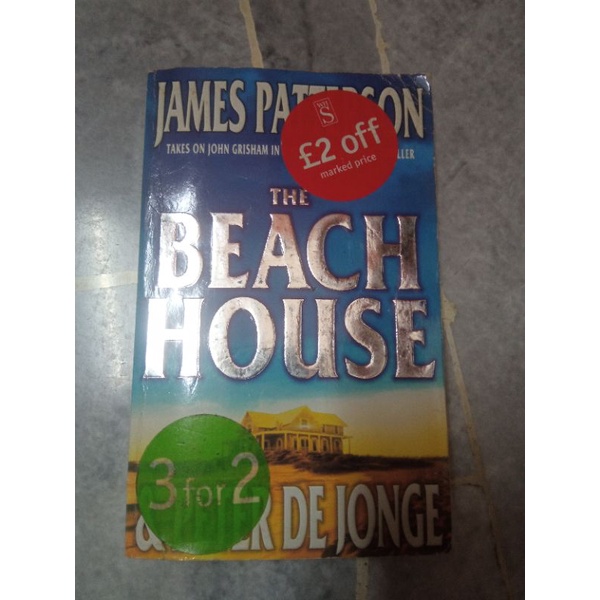 JAMES PATTERSON
TAKES ON JOHN GRISHAM IN
£2 off
marked price
THE
BEACH
HOUSE
3 for 2
& PETER DE JONGE